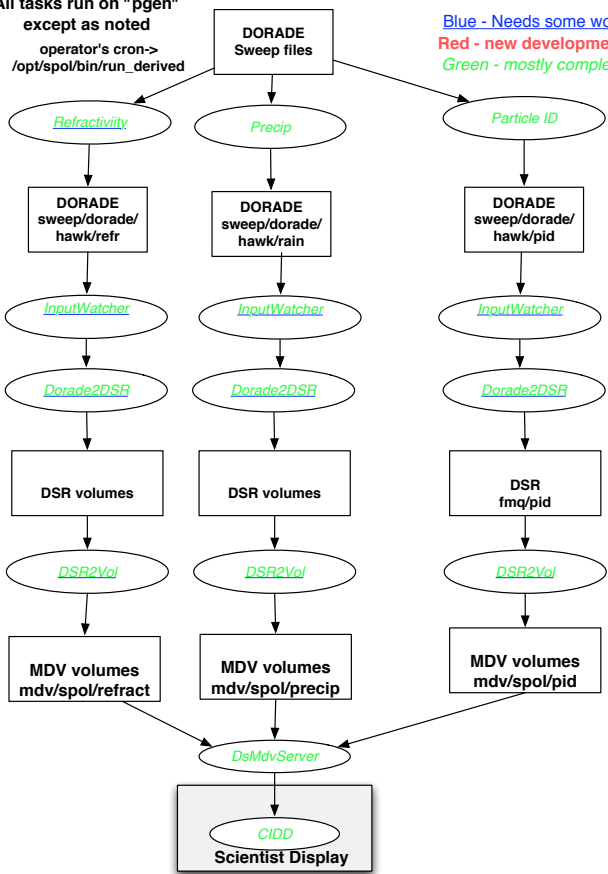 All tasks run on "pgen"
except as noted
operator's cron->
/opt/spol/bin/run_derived
DORADE
Sweep files
Blue - Needs some wo
Red - new developme
Green - mostly comple
Refractiviity
Precip
Particle ID
DORADE
sweep/dorade/
hawk/refr
DORADE
sweep/dorade/
hawk/rain
DORADE
sweep/dorade/
hawk/pid
InputWatcher
InputWatcher
InputWatcher
Dorade2DSR
Dorade2DSR
Dorade2DSR
DSR volumes
DSR volumes
DSR
fmq/pid
DSR2Vol
DSR2Vol
DSR2Vol
MDV volumes
mdv/spol/refract
MDV volumes
mdv/spol/precip
MDV volumes
mdv/spol/pid
DsMdvServer
CIDD
Scientist Display